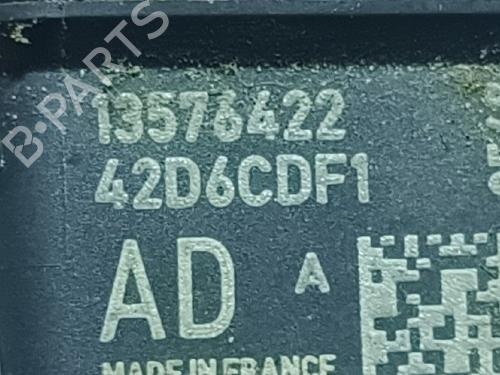 13576422
42D6CDF1
AD A
MADE IN FRANCE
B-PARTS